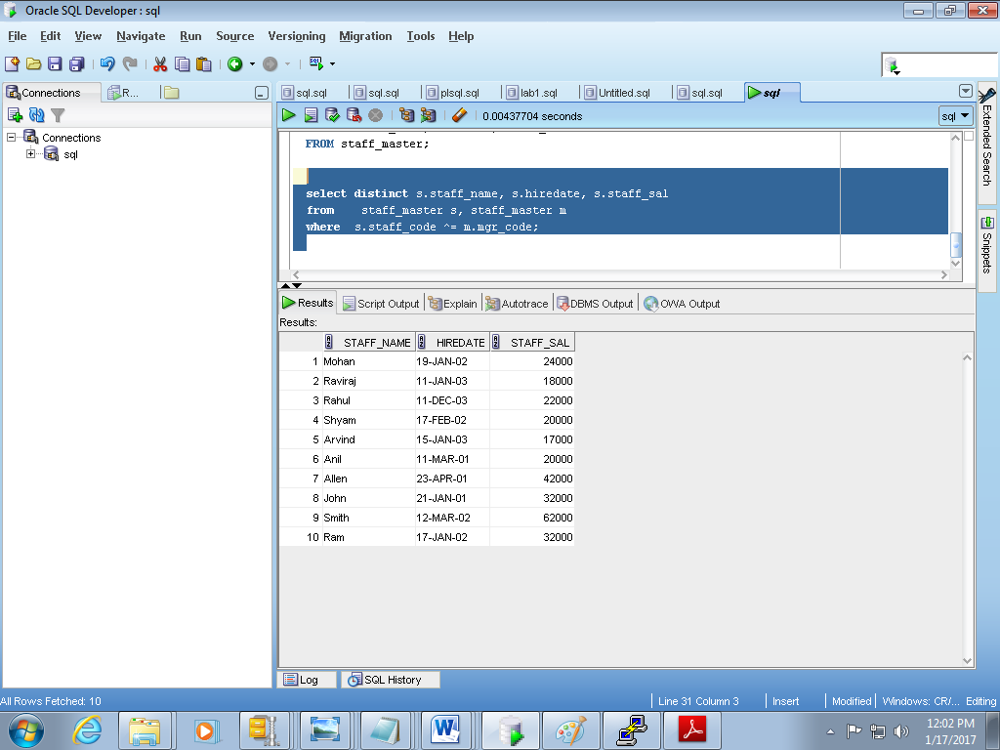 Oracle SQL Developer : sql
File Edit View Navigate Run Source Versioning Migration Tools Help
Connections R...
sql.sql sql.sql plsql.sql lab1.sql Untitled.sql sql.sql sql
0.00437704 seconds
sql
Connections
sql
FROM staff_master;
select distinct s.staff_name, s.hiredate, s.staff_sal
from staff_master s, staff_master m
where s.staff_code ^= m.mgr_code;
Extended Search
Snippets
Results Script Output Explain Autotrace DBMS Output OWA Output
Results:
STAFF_NAME HIREDATE STAFF_SAL
1 Mohan 19-JAN-02 24000
2 Raviraj 11-JAN-03 18000
3 Rahul 11-DEC-03 22000
4 Shyam 17-FEB-02 20000
5 Arvind 15-JAN-03 17000
6 Anil 11-MAR-01 20000
7 Allen 23-APR-01 42000
8 John 21-JAN-01 32000
9 Smith 12-MAR-02 62000
10 Ram 17-JAN-02 32000
Log SQL History
All Rows Fetched: 10
Line 31 Column 3 Insert Modified Windows: CR/... Editing
12:02 PM
1/17/2017